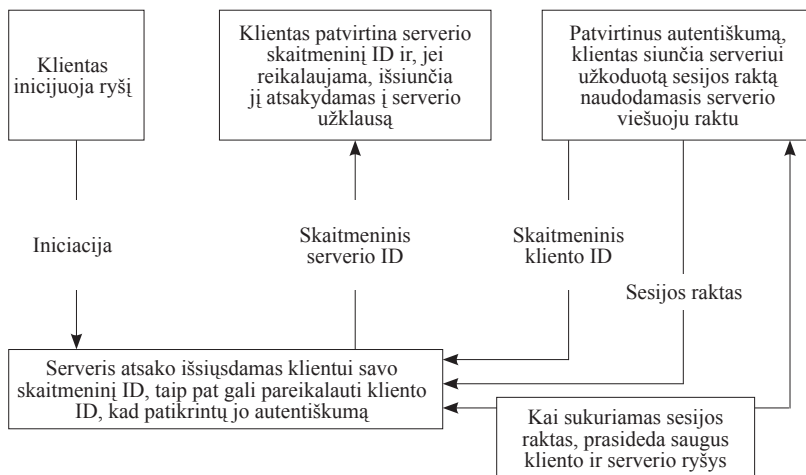 Klientas
inicijuoja ryšį
Klientas patvirtina serverio
skaitmeninį ID ir, jei
reikalaujama, išsiunčia
jį atsakydamas į serverio
užklausą
Patvirtinus autentiškumą,
klientas siunčia serveriui
užkoduotą sesijos raktą
naudodamasis serverio
viešuoju raktu
Iniciacija
Skaitmeninis
serverio ID
Skaitmeninis
kliento ID
Sesijos raktas
Serveris atsako išsiųsdamas klientui savo
skaitmeninį ID, taip pat gali pareikalauti kliento
ID, kad patikrintų jo autentiškumą
Kai sukuriamas sesijos
raktas, prasideda saugus
kliento ir serverio ryšys